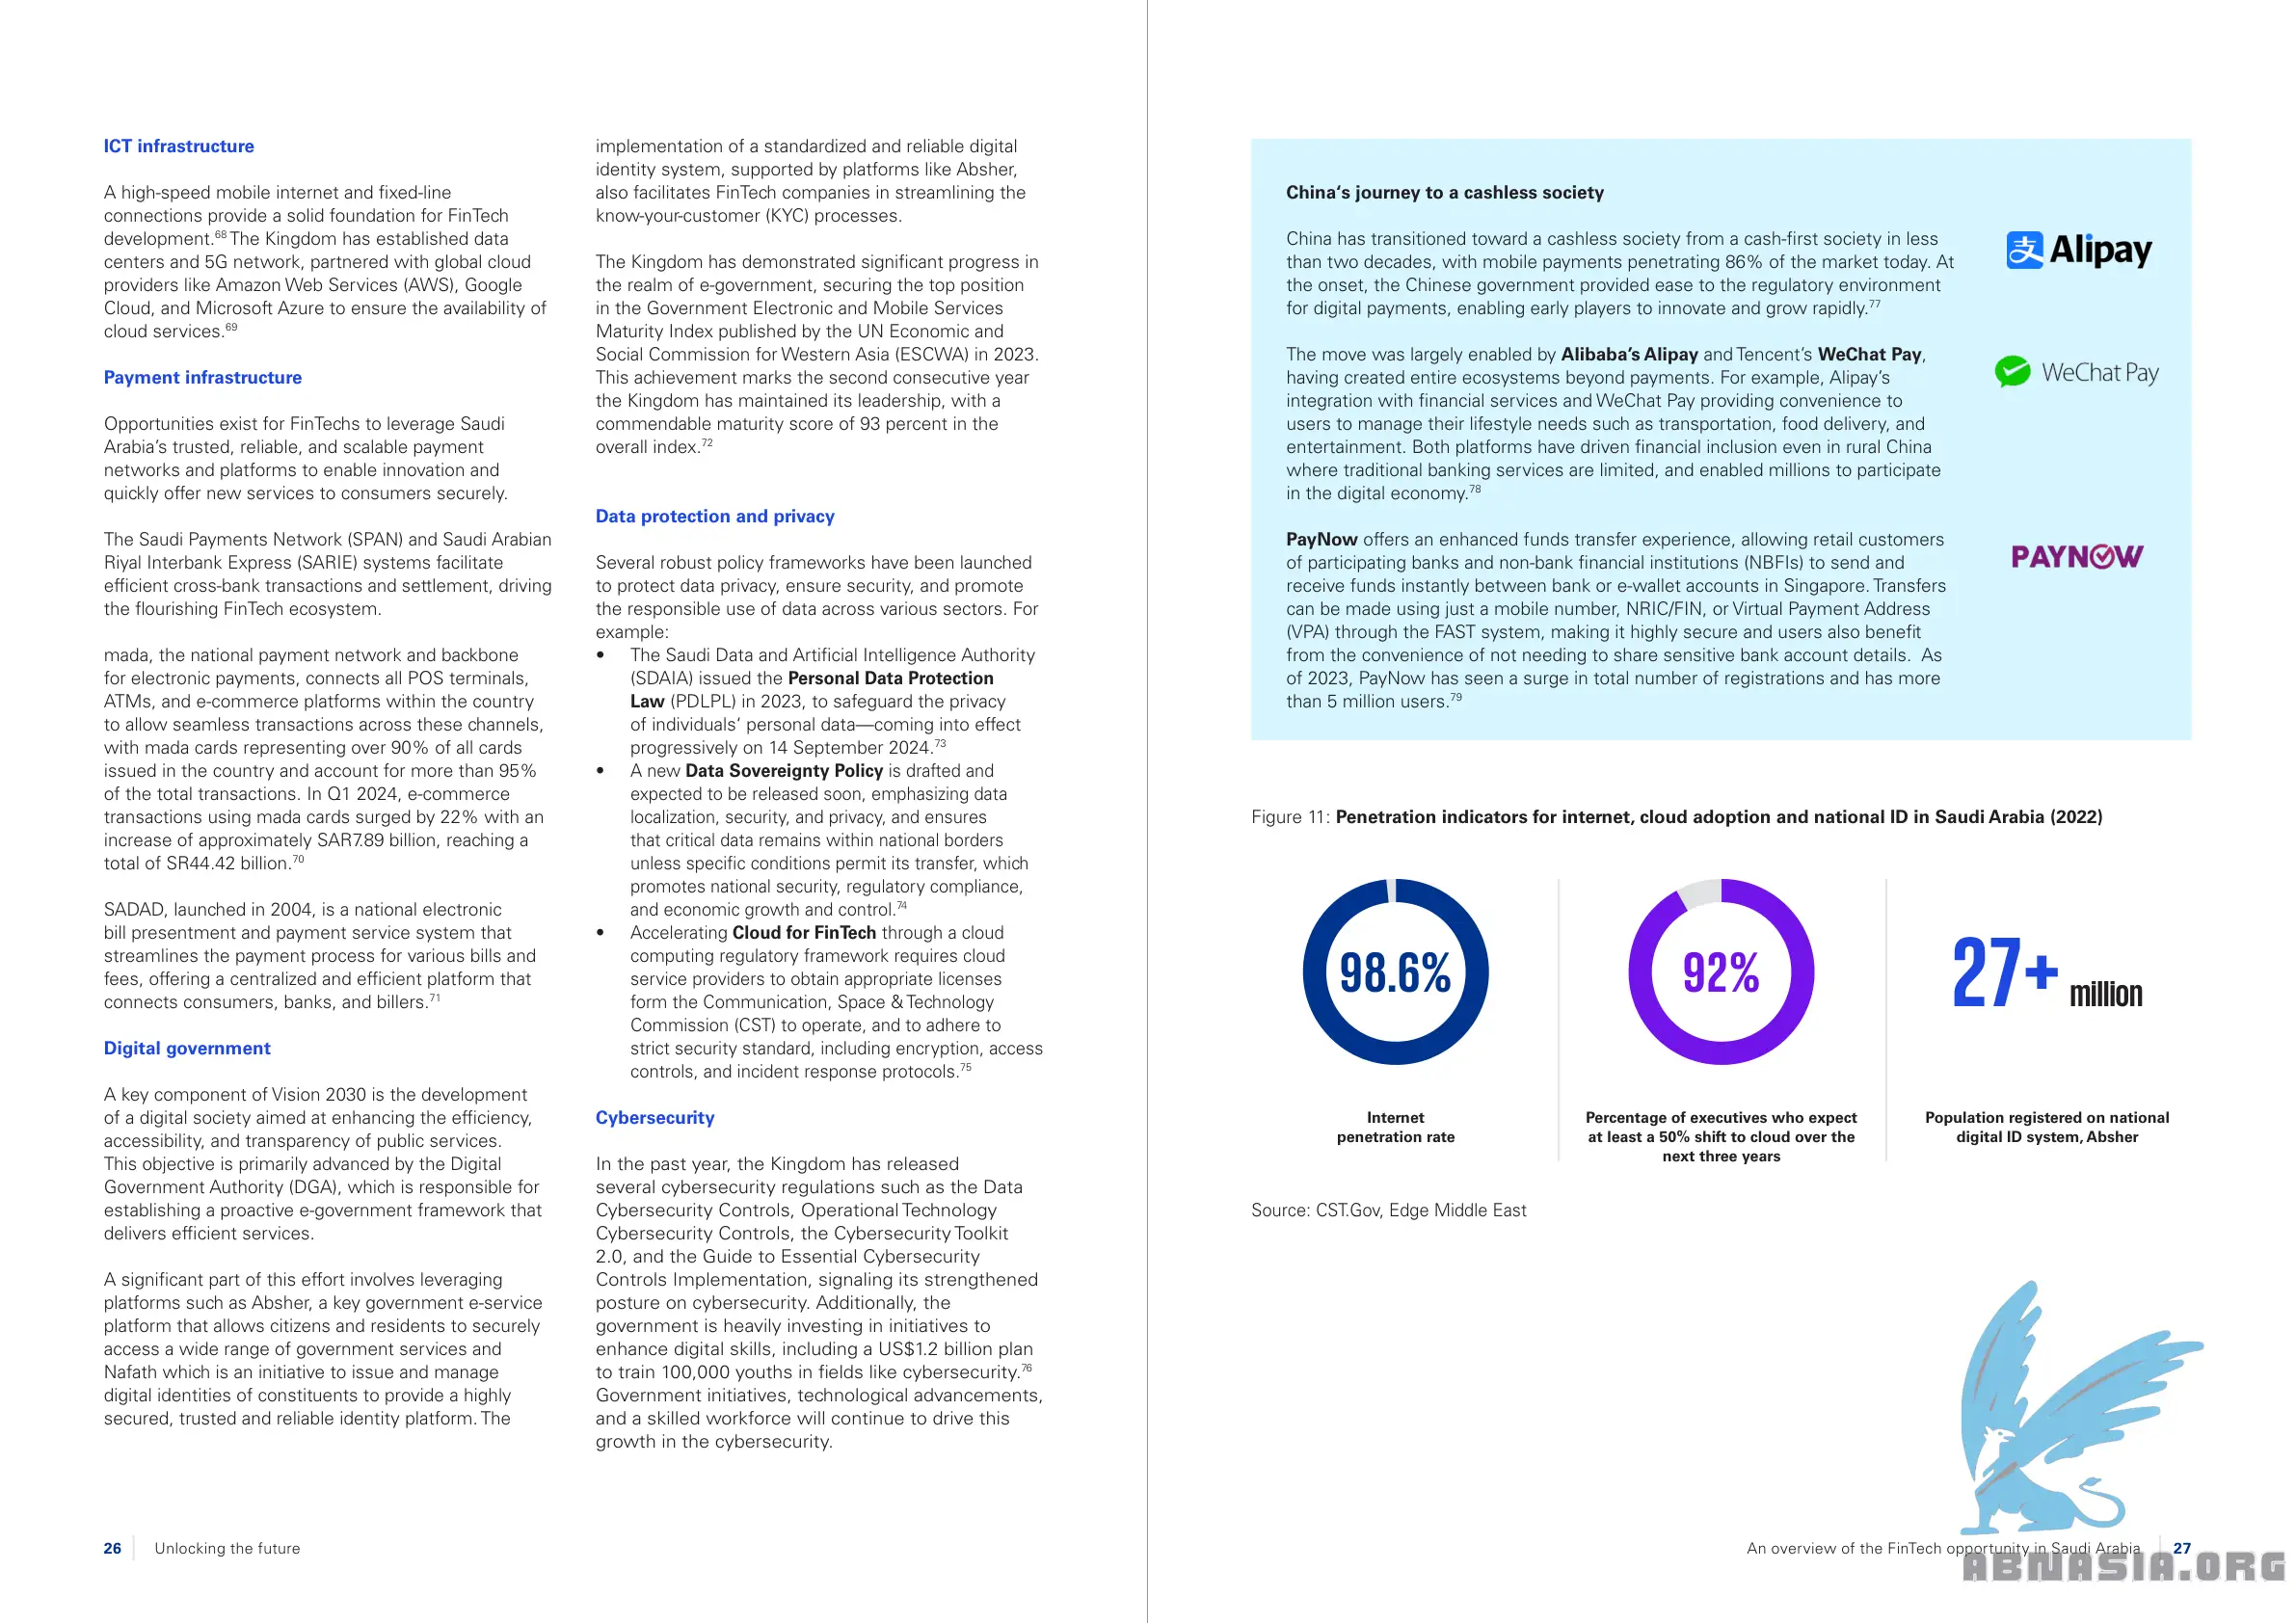 ICT infrastructure
A high-speed mobile internet and fixed-line
connections provide a solid foundation for FinTech
development.68 The Kingdom has established data
centers and 5G network, partnered with global cloud
providers like Amazon Web Services (AWS), Google
Cloud, and Microsoft Azure to ensure the availability of
cloud services.69
Payment infrastructure
Opportunities exist for FinTechs to leverage Saudi
Arabia's trusted, reliable, and scalable payment
networks and platforms to enable innovation and
quickly offer new services to consumers securely.
The Saudi Payments Network (SPAN) and Saudi Arabian
Riyal Interbank Express (SARIE) systems facilitate
efficient cross-bank transactions and settlement, driving
the flourishing FinTech ecosystem.
mada, the national payment network and backbone
for electronic payments, connects all POS terminals,
ATMs, and e-commerce platforms within the country
to allow seamless transactions across these channels,
with mada cards representing over 90% of all cards
issued in the country and account for more than 95%
of the total transactions. In Q1 2024, e-commerce
transactions using mada cards surged by 22% with an
increase of approximately SAR7.89 billion, reaching a
total of SR44.42 billion.70
SADAD, launched in 2004, is a national electronic
bill presentment and payment service system that
streamlines the payment process for various bills and
fees, offering a centralized and efficient platform that
connects consumers, banks, and billers.71
Digital government
A key component of Vision 2030 is the development
of a digital society aimed at enhancing the efficiency,
accessibility, and transparency of public services.
This objective is primarily advanced by the Digital
Government Authority (DGA), which is responsible for
establishing a proactive e-government framework that
delivers efficient services.
A significant part of this effort involves leveraging
platforms such as Absher, a key government e-service
platform that allows citizens and residents to securely
access a wide range of government services and
Nafath which is an initiative to issue and manage
digital identities of constituents to provide a highly
secured, trusted and reliable identity platform. The
implementation of a standardized and reliable digital
identity system, supported by platforms like Absher,
also facilitates FinTech companies in streamlining the
know-your-customer (KYC) processes.
The Kingdom has demonstrated significant progress in
the realm of e-government, securing the top position
in the Government Electronic and Mobile Services
Maturity Index published by the UN Economic and
Social Commission for Western Asia (ESCWA) in 2023.
This achievement marks the second consecutive year
the Kingdom has maintained its leadership, with a
commendable maturity score of 93 percent in the
overall index.72
Data protection and privacy
Several robust policy frameworks have been launched
to protect data privacy, ensure security, and promote
the responsible use of data across various sectors. For
example:
• The Saudi Data and Artificial Intelligence Authority
(SDAIA) issued the Personal Data Protection
Law (PDLPL) in 2023, to safeguard the privacy
of individuals‘ personal data—coming into effect
progressively on 14 September 2024.73
• A new Data Sovereignty Policy is drafted and
expected to be released soon, emphasizing data
localization, security, and privacy, and ensures
that critical data remains within national borders
unless specific conditions permit its transfer, which
promotes national security, regulatory compliance,
and economic growth and control.74
• Accelerating Cloud for FinTech through a cloud
computing regulatory framework requires cloud
service providers to obtain appropriate licenses
form the Communication, Space & Technology
Commission (CST) to operate, and to adhere to
strict security standard, including encryption, access
controls, and incident response protocols.75
Cybersecurity
In the past year, the Kingdom has released
several cybersecurity regulations such as the Data
Cybersecurity Controls, Operational Technology
Cybersecurity Controls, the Cybersecurity Toolkit
2.0, and the Guide to Essential Cybersecurity
Controls Implementation, signaling its strengthened
posture on cybersecurity. Additionally, the
government is heavily investing in initiatives to
enhance digital skills, including a US$1.2 billion plan
to train 100,000 youths in fields like cybersecurity.76
Government initiatives, technological advancements,
and a skilled workforce will continue to drive this
growth in the cybersecurity.
26 Unlocking the future
China‘s journey to a cashless society
China has transitioned toward a cashless society from a cash-first society in less
than two decades, with mobile payments penetrating 86% of the market today. At
the onset, the Chinese government provided ease to the regulatory environment
for digital payments, enabling early players to innovate and grow rapidly.77
支 Alipay
The move was largely enabled by Alibaba's Alipay and Tencent's WeChat Pay,
having created entire ecosystems beyond payments. For example, Alipay's
integration with financial services and WeChat Pay providing convenience to
users to manage their lifestyle needs such as transportation, food delivery, and
entertainment. Both platforms have driven financial inclusion even in rural China
where traditional banking services are limited, and enabled millions to participate
in the digital economy.78
WeChat Pay
PayNow offers an enhanced funds transfer experience, allowing retail customers
of participating banks and non-bank financial institutions (NBFIs) to send and
receive funds instantly between bank or e-wallet accounts in Singapore. Transfers
can be made using just a mobile number, NRIC/FIN, or Virtual Payment Address
(VPA) through the FAST system, making it highly secure and users also benefit
from the convenience of not needing to share sensitive bank account details. As
of 2023, PayNow has seen a surge in total number of registrations and has more
than 5 million users.79
PAYNOW
Figure 11: Penetration indicators for internet, cloud adoption and national ID in Saudi Arabia (2022)
98.6%
Internet
penetration rate
92%
Percentage of executives who expect
at least a 50% shift to cloud over the
next three years
27+ million
Population registered on national
digital ID system, Absher
Source: CST.Gov, Edge Middle East
An overview of the FinTech opportunity in Saudi Arabia 27
ABNASIA.ORG